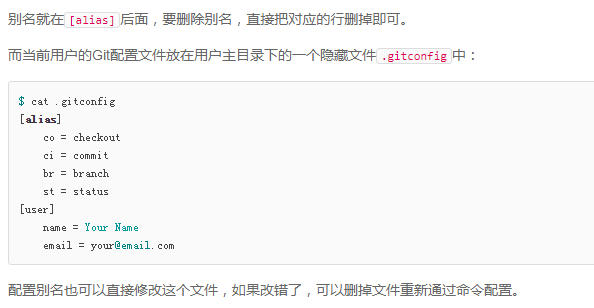 别名就在[alias]后面，要删除别名，直接把对应的行删掉即可。
而当前用户的Git配置文件放在用户主目录下的一个隐藏文件.gitconfig中：
$ cat .gitconfig
[alias]
    co = checkout
    ci = commit
    br = branch
    st = status
[user]
    name = Your Name
    email = your@email.com
配置别名也可以直接修改这个文件，如果改错了，可以删掉文件重新通过命令配置。